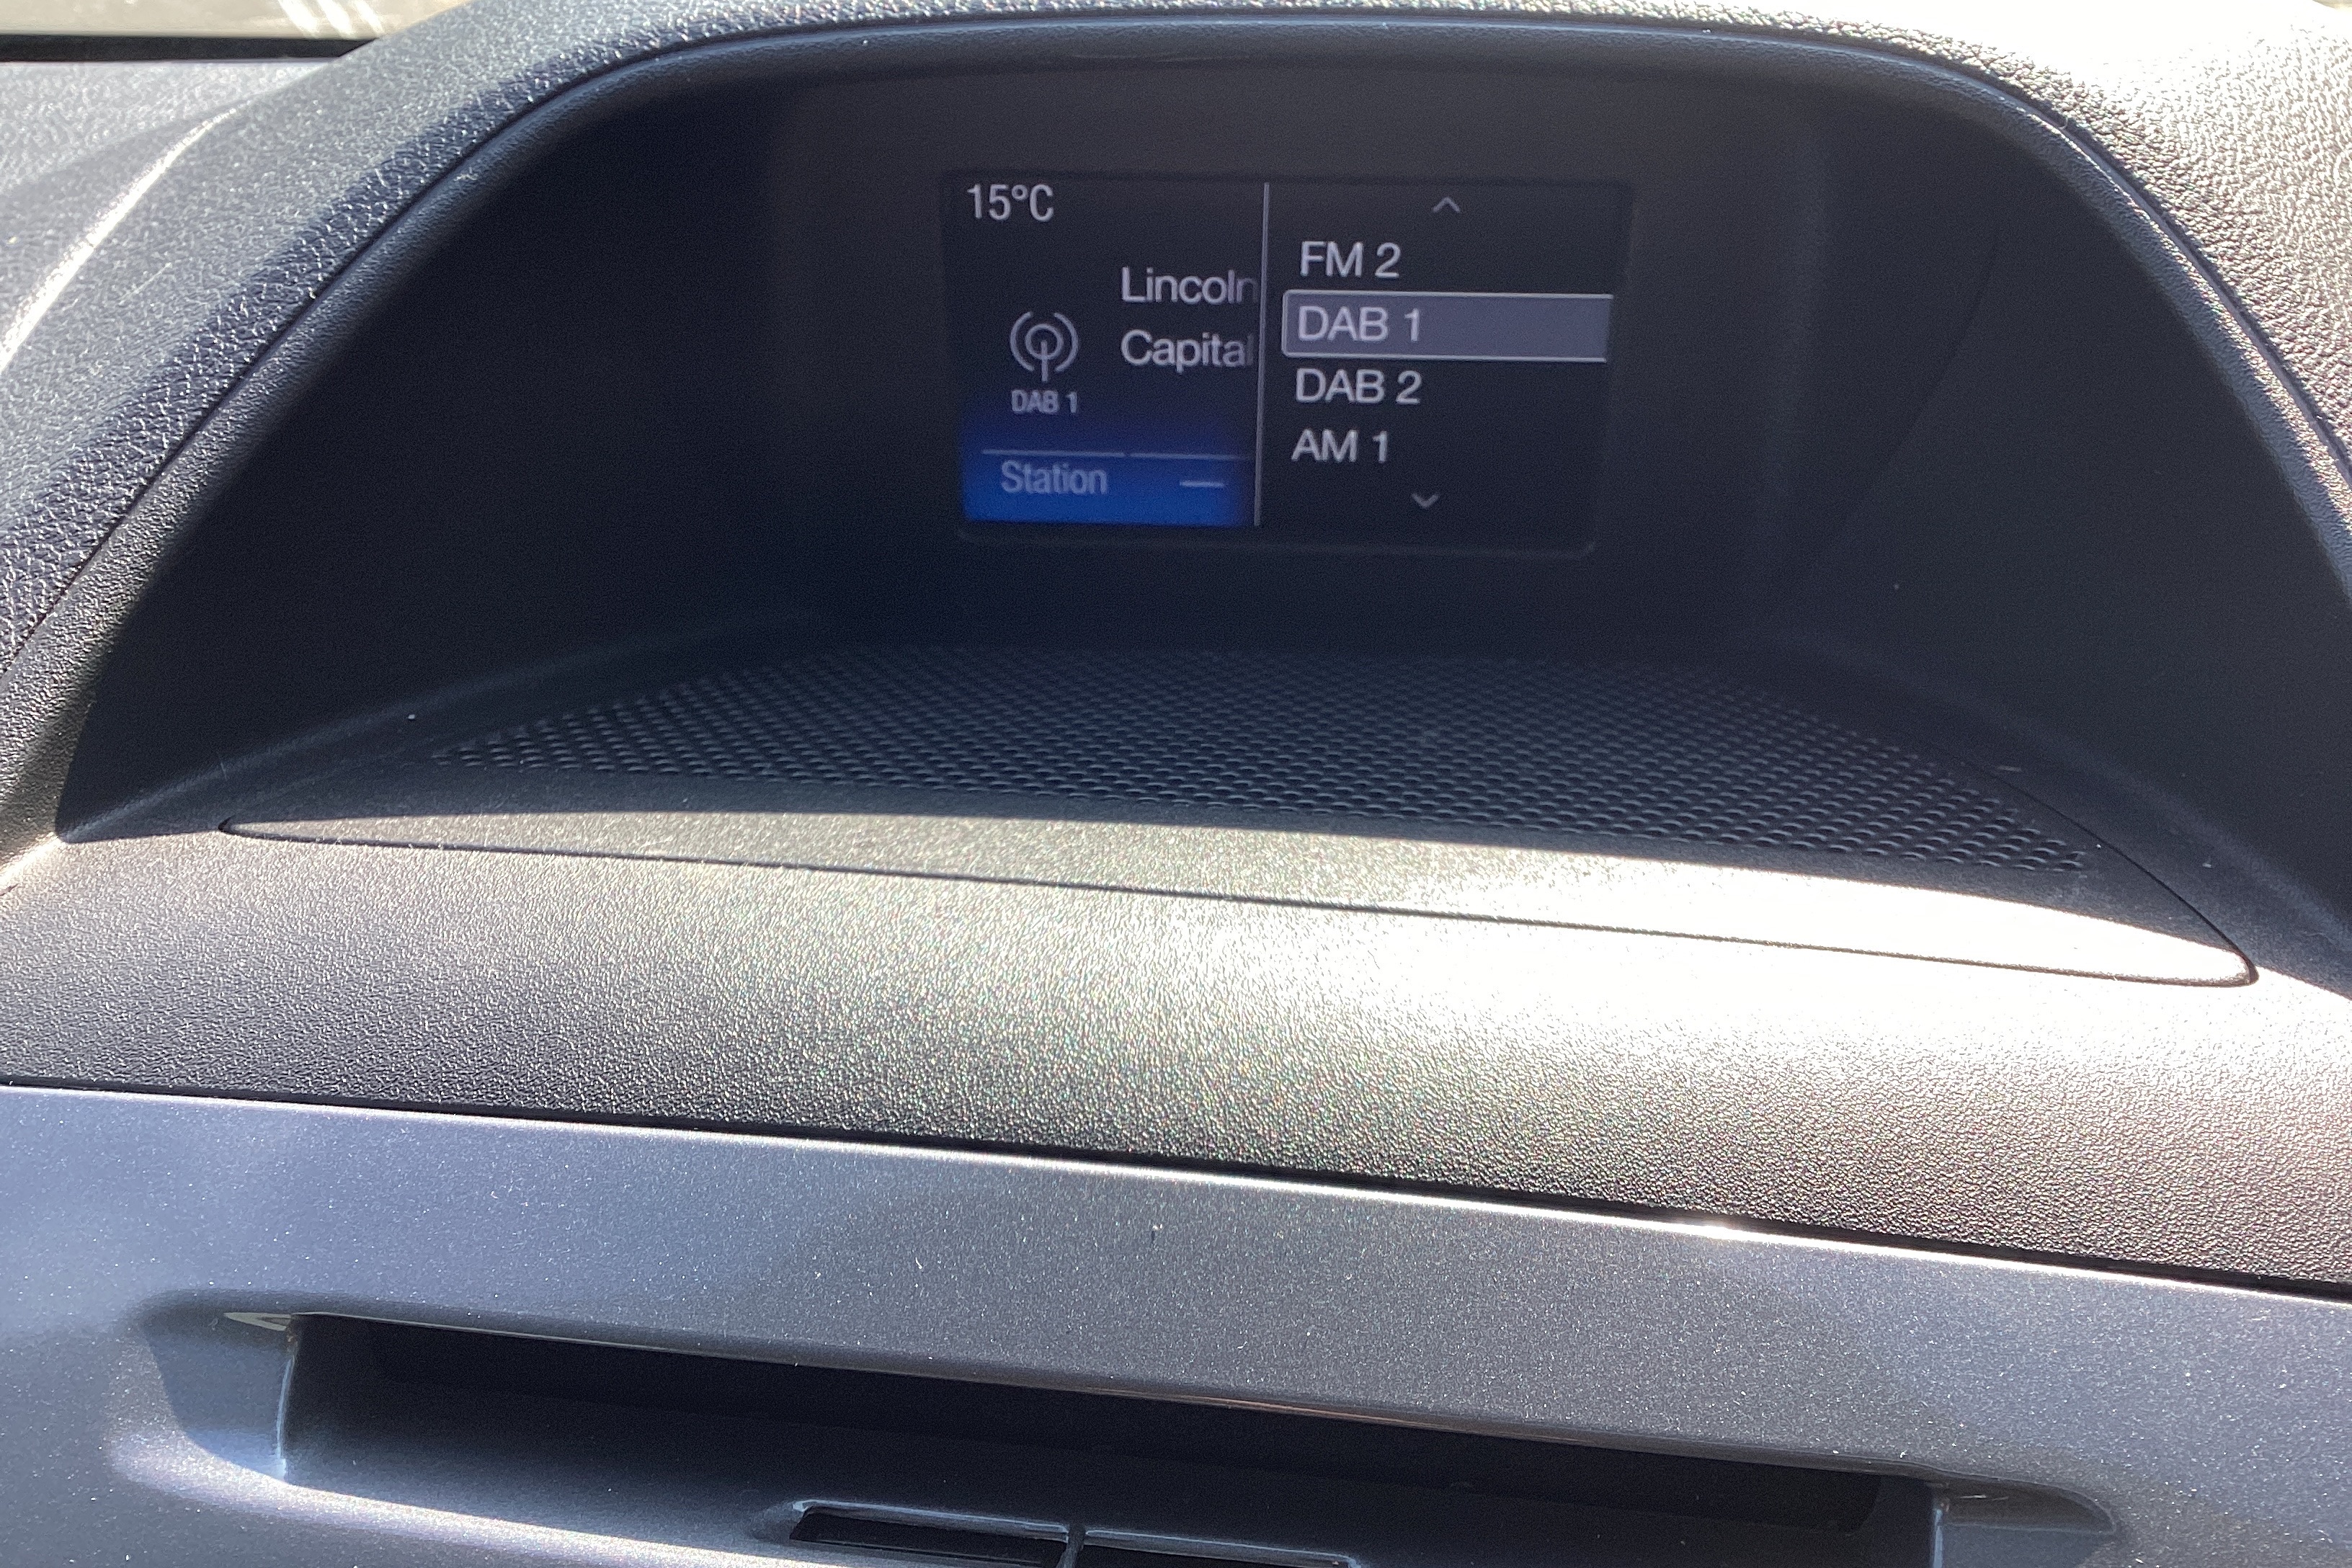 15°C
Lincoln
Capital
DAB 1
Station
FM 2
DAB 1
DAB 2
AM 1